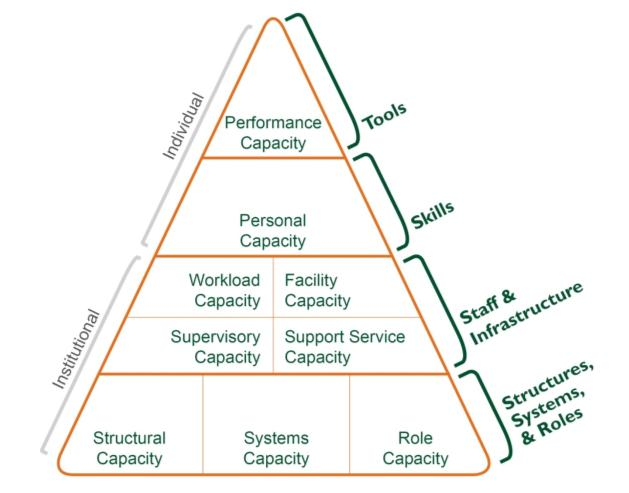 Individual
Performance
Capacity
Tools
Personal
Capacity
Skills
Institutional
Workload
Capacity
Facility
Capacity
Supervisory
Capacity
Support Service
Capacity
Staff &
Infrastructure
Structural
Capacity
Systems
Capacity
Role
Capacity
Structures,
Systems,
& Roles